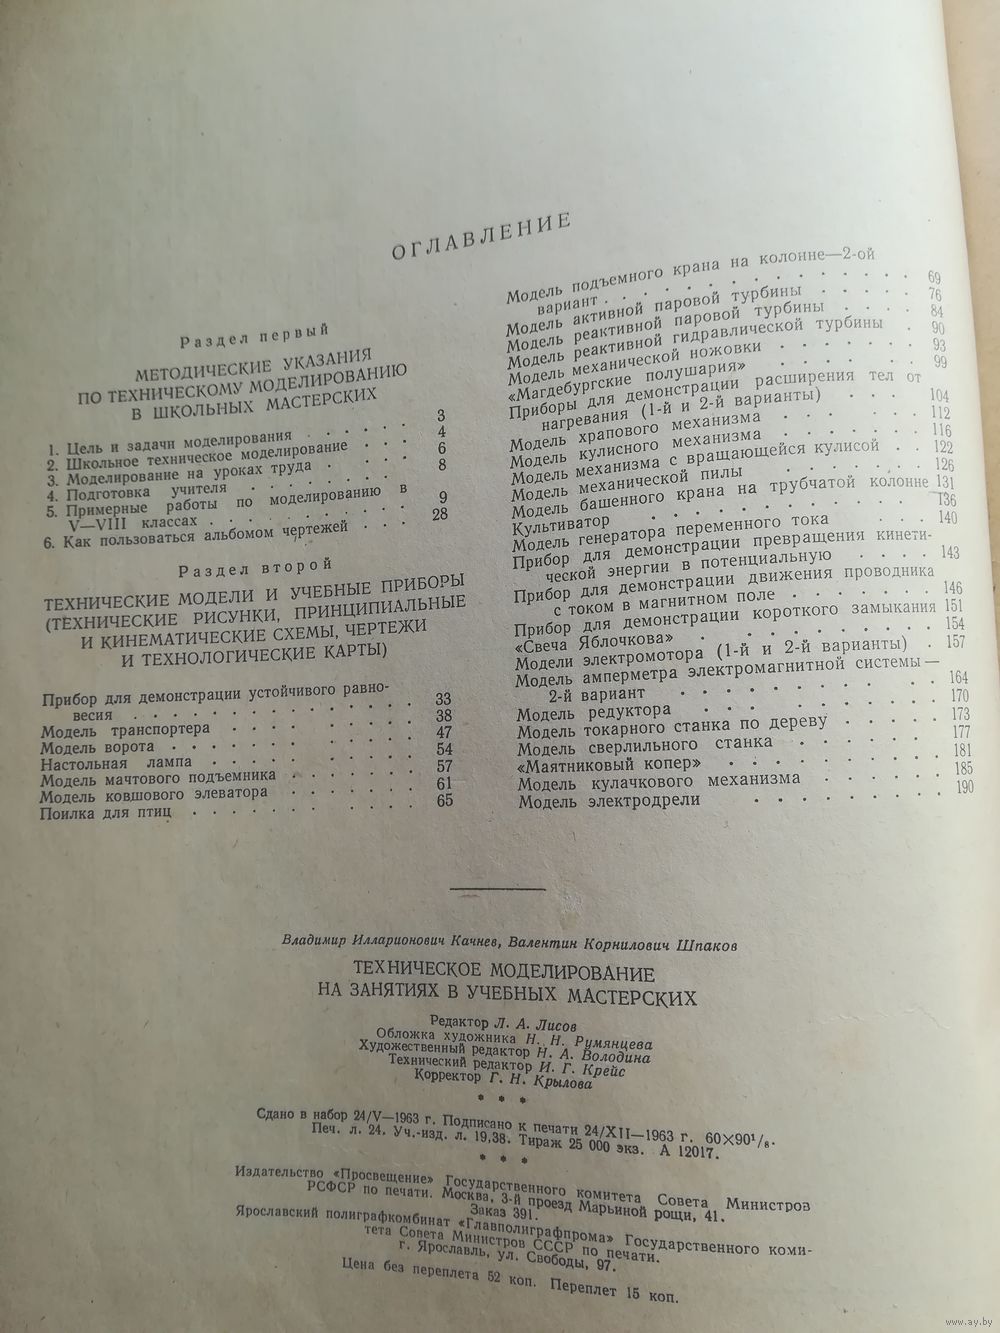 ОГЛАВЛЕНИЕ
Раздел первый
МЕТОДИЧЕСКИЕ УКАЗАНИЯ
ПО ТЕХНИЧЕСКОМУ МОДЕЛИРОВАНИЮ
В ШКОЛЬНЫХ МАСТЕРСКИХ
1. Цель и задачи моделирования . . . . . . 3
2. Школьное техническое моделирование . . . 4
3. Моделирование на уроках труда . . . . 6
4. Подготовка учителя . . . . . . . 8
5. Примерные работы по моделированию в
V—VIII классах . . . . . . . . . 9
6. Как пользоваться альбомом чертежей . . . 28
Раздел второй
ТЕХНИЧЕСКИЕ МОДЕЛИ И УЧЕБНЫЕ ПРИБОРЫ
(ТЕХНИЧЕСКИЕ РИСУНКИ, ПРИНЦИПИАЛЬНЫЕ
И КИНЕМАТИЧЕСКИЕ СХЕМЫ, ЧЕРТЕЖИ
И ТЕХНОЛОГИЧЕСКИЕ КАРТЫ)
Прибор для демонстрации устойчивого равно-
весия . . . . . . . . . . . . . 33
Модель транспортера . . . . . . . . 38
Модель ворота . . . . . . . . . . 47
Настольная лампа . . . . . . . . . 54
Модель мачтового подъемника . . . . . . 57
Модель ковшового элеватора . . . . . . 61
Поилка для птиц . . . . . . . . . 65
Модель подъемного крана на колонне—2-ой
вариант . . . . . . . . . . . . . 69
Модель активной паровой турбины . . . . . 76
Модель реактивной паровой турбины . . . . 84
Модель реактивной гидравлической турбины . 90
Модель механической ножовки . . . . . . . 93
«Магдебургские полушария» . . . . . . . 99
Приборы для демонстрации расширения тел от
нагревания (1-й и 2-й варианты) . . . 104
Модель храпового механизма . . . . . . 112
Модель кулисного механизма . . . . . . 116
Модель механизма с вращающейся кулисой . . 122
Модель механической пилы . . . . . . . 126
Модель башенного крана на трубчатой колонне 131
Культиватор . . . . . . . . . . . 136
Модель генератора переменного тока . . . 140
Прибор для демонстрации превращения кинети-
ческой энергии в потенциальную . . . . 143
Прибор для демонстрации движения проводника
с током в магнитном поле . . . . . . . 146
Прибор для демонстрации короткого замыкания 151
«Свеча Яблочкова» . . . . . . . . . 154
Модели электромотора (1-й и 2-й варианты) . 157
Модель амперметра электромагнитной системы—
2-й вариант . . . . . . . . . . 164
Модель редуктора . . . . . . . . . 170
Модель токарного станка по дереву . . . . . 173
Модель сверлильного станка . . . . . . 177
«Маятниковый копер» . . . . . . . . 181
Модель кулачкового механизма . . . . . . 185
Модель электродрели . . . . . . . . . 190
Владимир Илларионович Качнев, Валентин Корнилович Шпаков
ТЕХНИЧЕСКОЕ МОДЕЛИРОВАНИЕ
НА ЗАНЯТИЯХ В УЧЕБНЫХ МАСТЕРСКИХ
Редактор Л. А. Лисов
Обложка художника Н. Н. Румянцева
Художественный редактор Н. А. Володина
Технический редактор И. Г. Крейс
Корректор Г. Н. Крылова
* * *
Сдано в набор 24/V—1963 г. Подписано к печати 24/XII—1963 г. 60×90¹/₈.
Печ. л. 24. Уч.-изд. л. 19,38. Тираж 25 000 экз. А 12017.
* * *
Издательство «Просвещение» Государственного комитета Совета Министров
РСФСР по печати. Москва, 3-й проезд Марьиной рощи, 41.
Заказ 391.
Ярославский полиграфкомбинат «Главполиграфпрома» Государственного коми-
тета Совета Министров СССР по печати.
г. Ярославль, ул. Свободы, 97.
Цена без переплета 52 коп. Переплет 15 коп.
www.ay.by